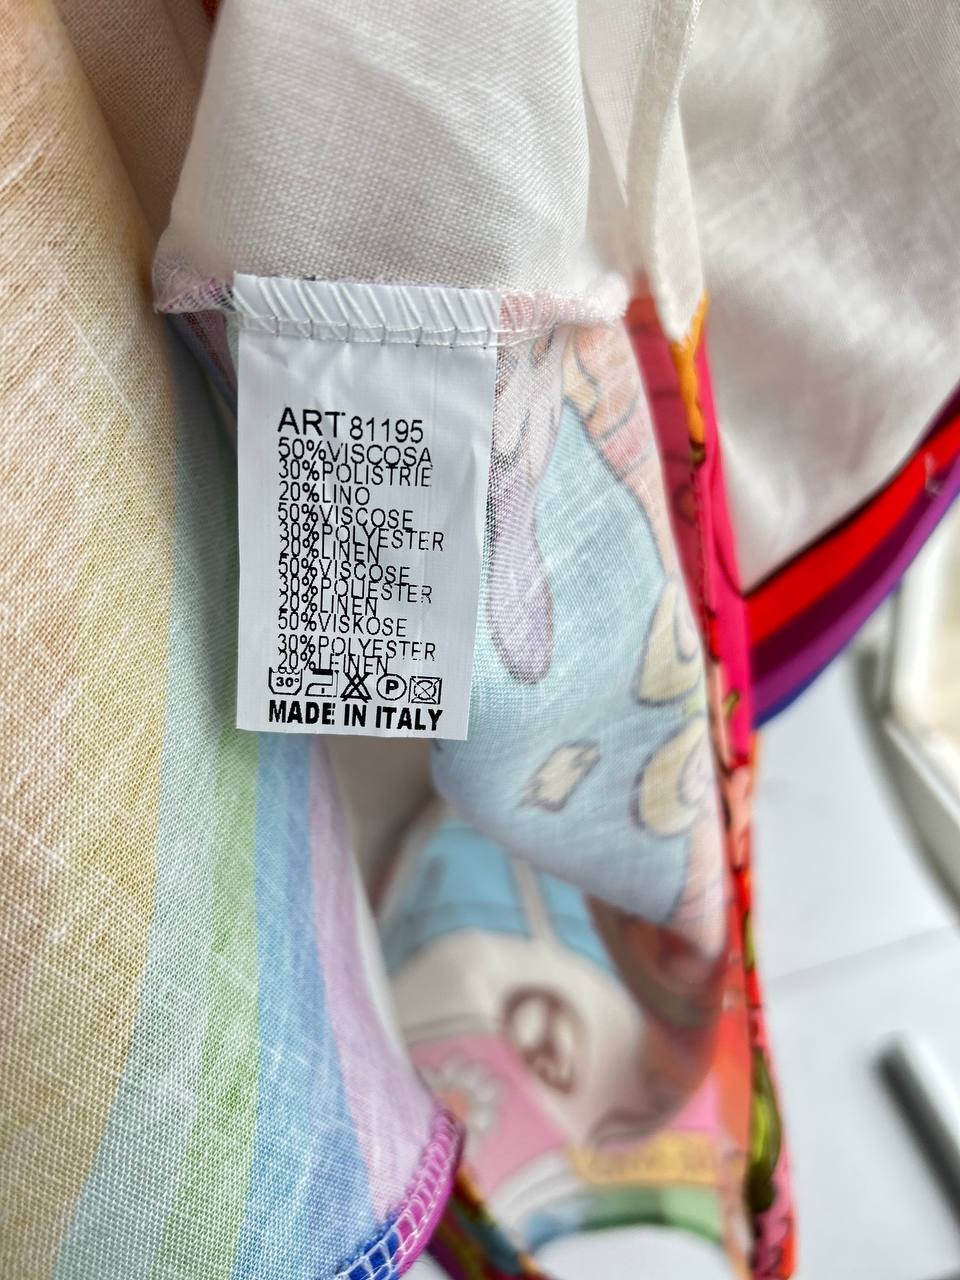 ART 81195
50%VISCOSA
30%POLISTRIE
20%LINO
50%VISCOSE
30%POLYESTER
20%LINEN
50%VISCOSE
30%POLIESTER
20%LINEN
50%VISKOSE
30%POLYESTER
20%LEINEN
30° P
MADE IN ITALY